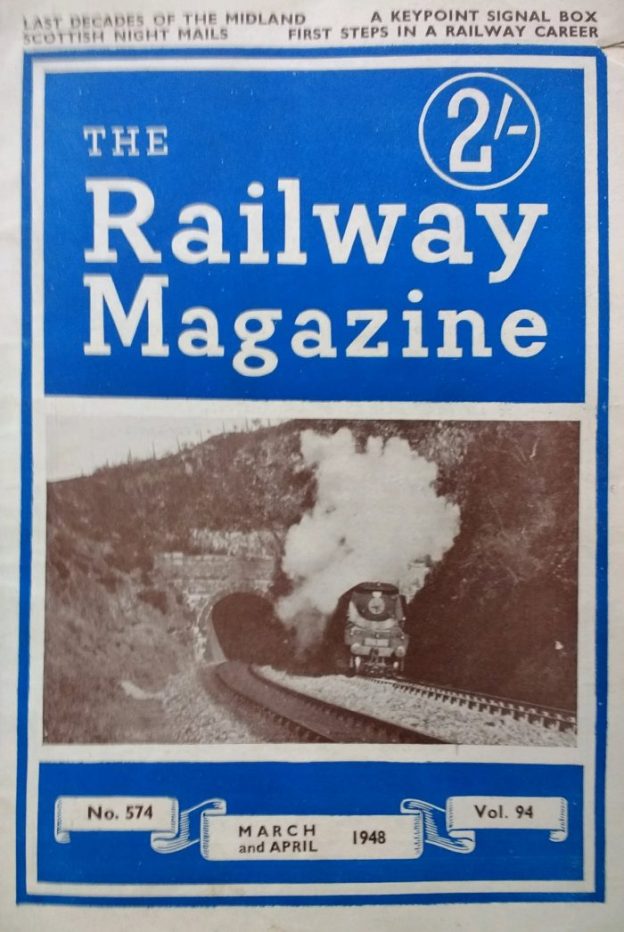 LAST DECADES OF THE MIDLAND A KEYPOINT SIGNAL BOX
SCOTTISH NIGHT MAILS FIRST STEPS IN A RAILWAY CAREER
2/-
THE
Railway
Magazine
No. 574
MARCH
and APRIL 1948
Vol. 94